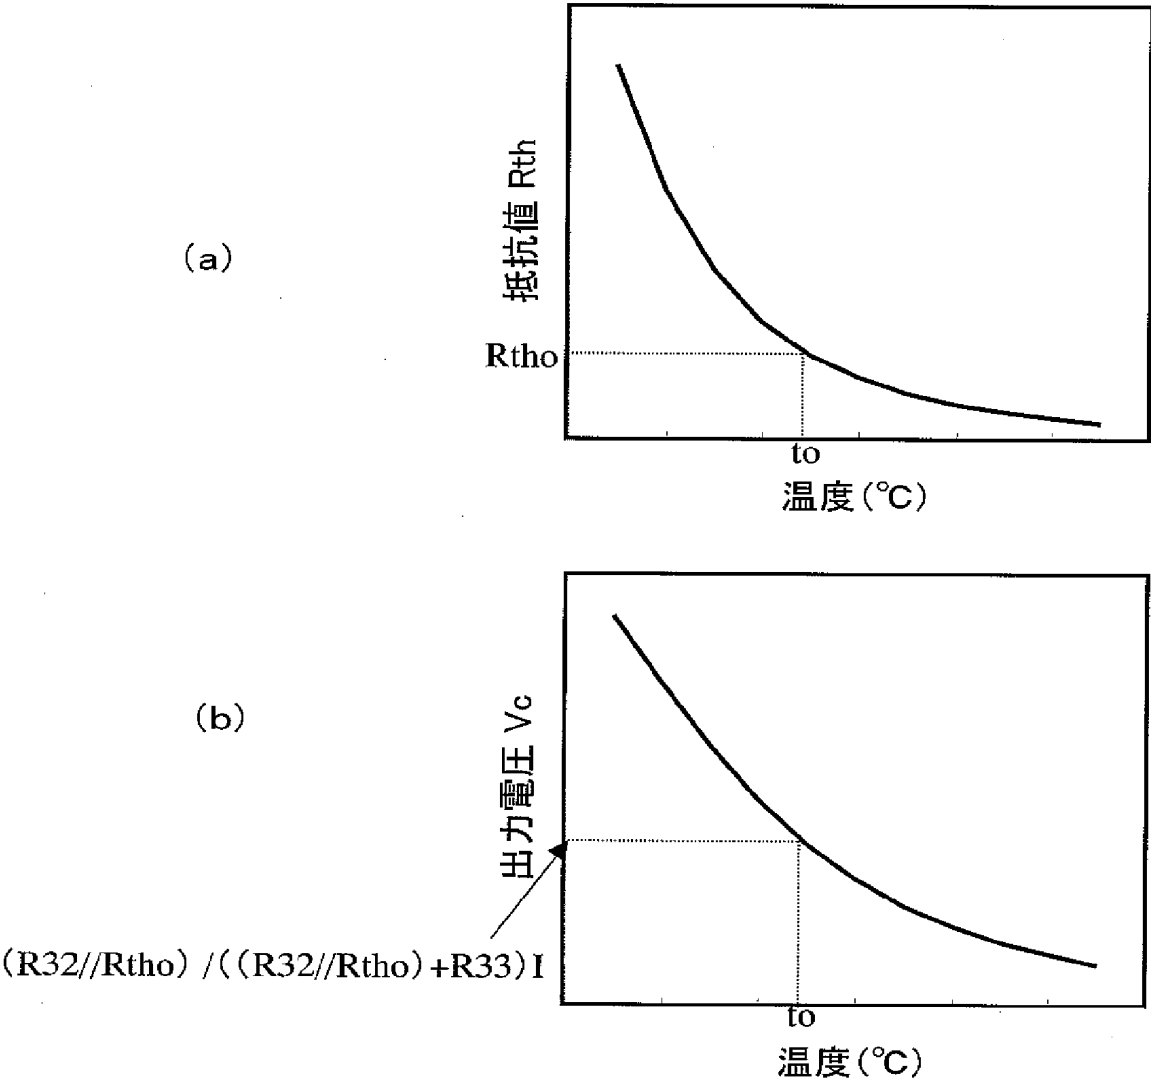 (a)
抵抗値 Rth
Rtho
to
温度(℃)
(b)
出力電圧 Vc
(R32//Rtho) /((R32//Rtho)+R33)I
to
温度(℃)